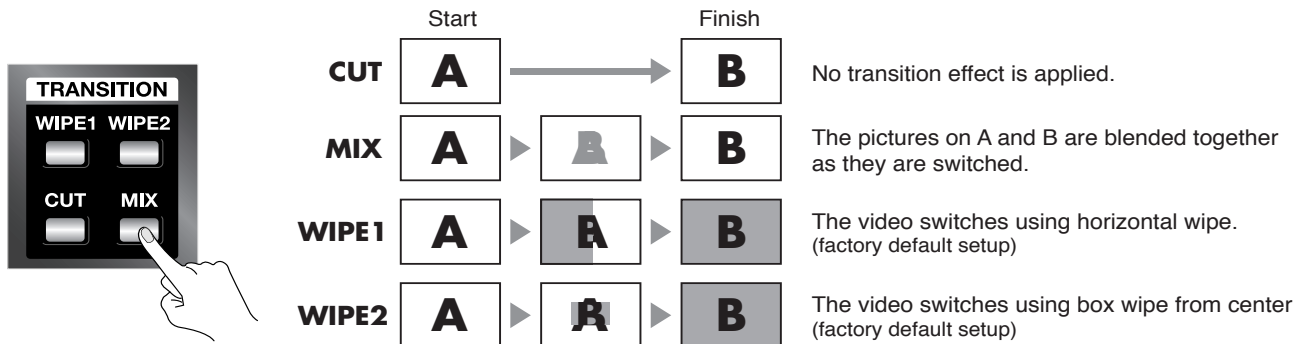 Start Finish
TRANSITION
WIPE1 WIPE2
CUT MIX
CUT A B No transition effect is applied.
MIX A B B The pictures on A and B are blended together
as they are switched.
WIPE1 A B B The video switches using horizontal wipe.
(factory default setup)
WIPE2 A B B The video switches using box wipe from center
(factory default setup)